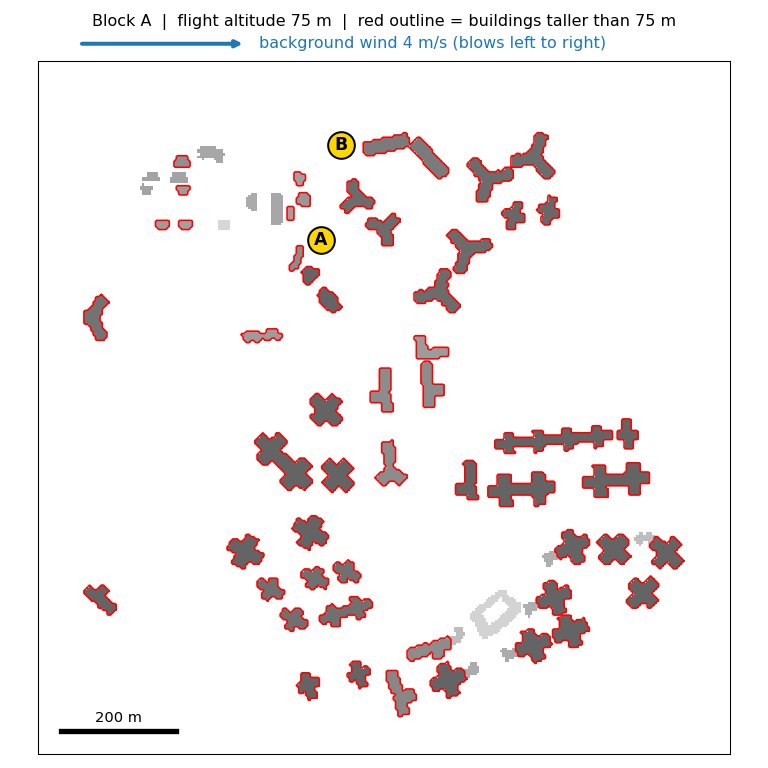 Block A | flight altitude 75 m | red outline = buildings taller than 75 m
background wind 4 m/s (blows left to right)
B
A
200 m